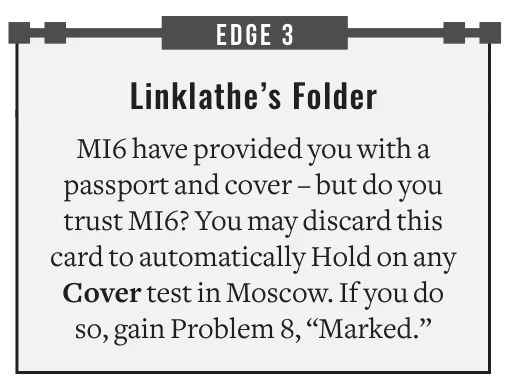 EDGE 3
Linklathe’s Folder
MI6 have provided you with a
passport and cover – but do you
trust MI6? You may discard this
card to automatically Hold on any
Cover test in Moscow. If you do
so, gain Problem 8, “Marked.”